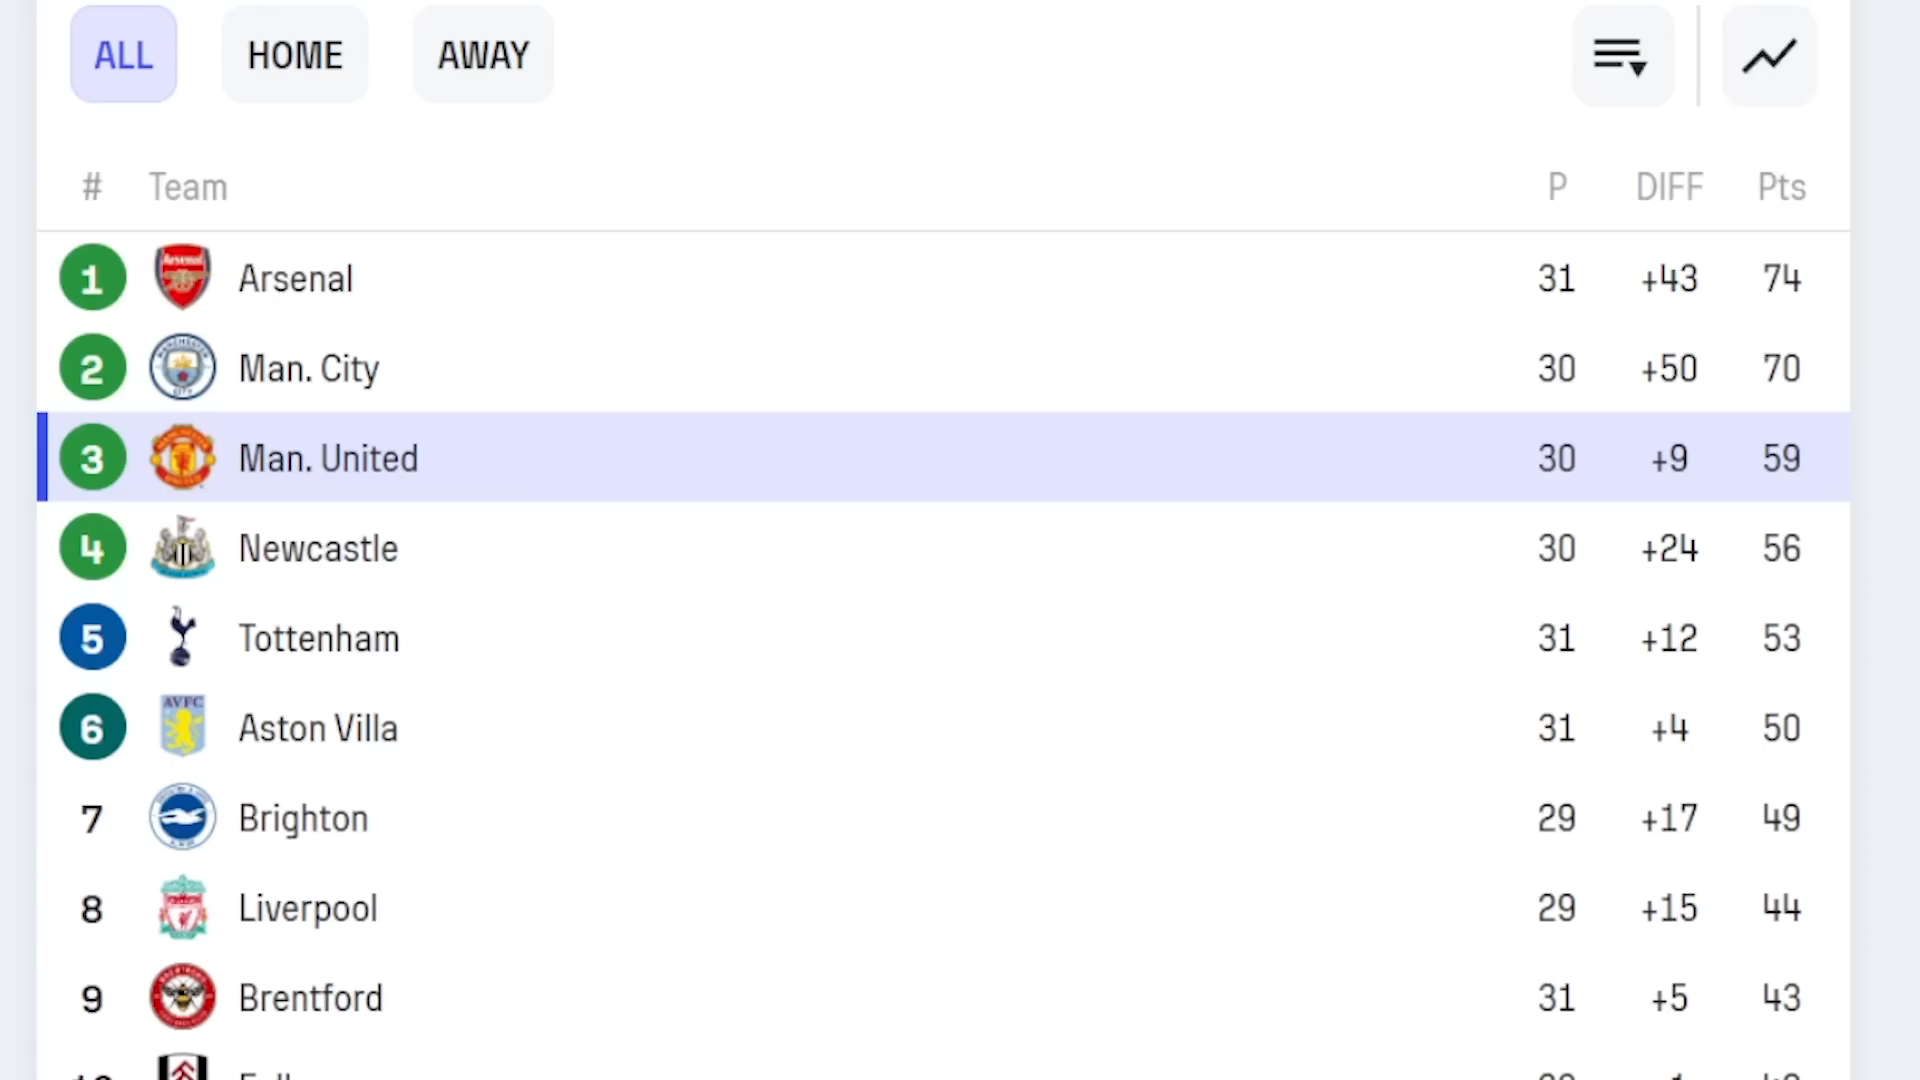 ALL HOME AWAY
# Team P DIFF Pts
1 Arsenal 31 +43 74
2 Man. City 30 +50 70
3 Man. United 30 +9 59
4 Newcastle 30 +24 56
5 Tottenham 31 +12 53
6 AVFC Aston Villa 31 +4 50
7 Brighton 29 +17 49
8 Liverpool 29 +15 44
9 Brentford 31 +5 43